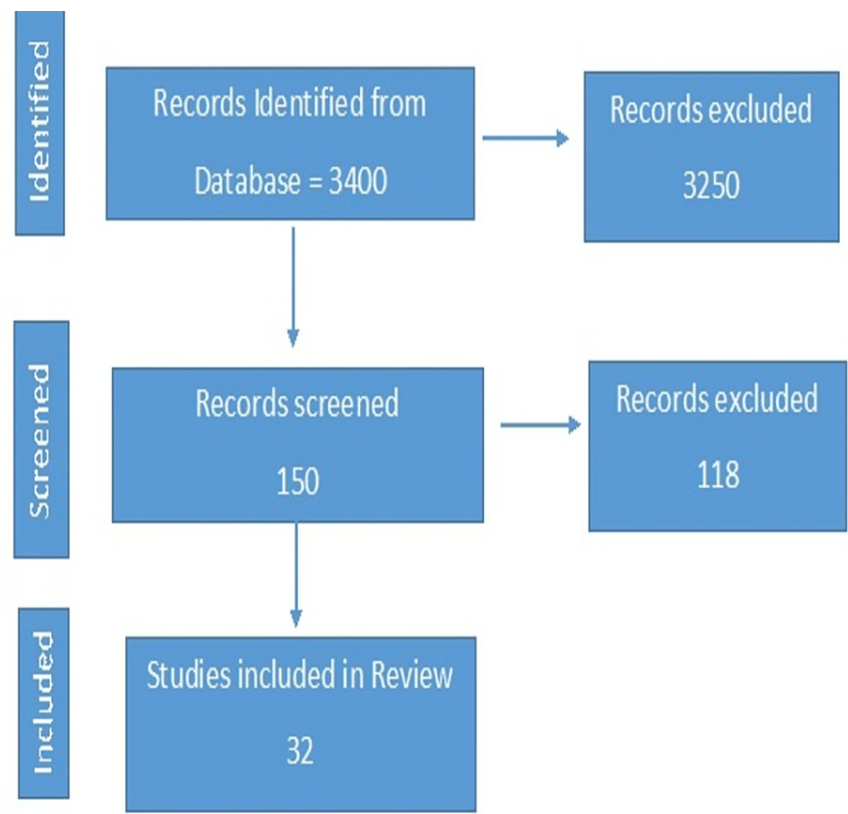 Identified
Records Identified from
Database = 3400
Records excluded
3250
Screened
Records screened
150
Records excluded
118
Included
Studies included in Review
32